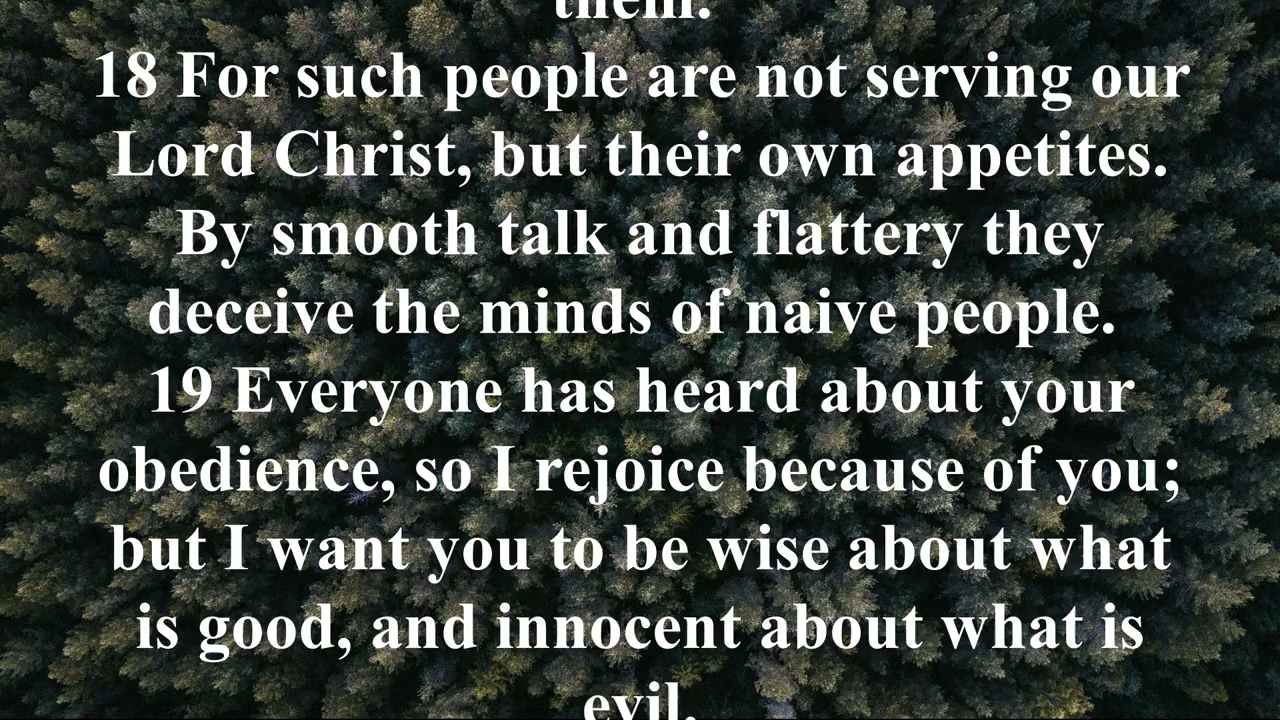 them.
18 For such people are not serving our
Lord Christ, but their own appetites.
By smooth talk and flattery they
deceive the minds of naive people.
19 Everyone has heard about your
obedience, so I rejoice because of you;
but I want you to be wise about what
is good, and innocent about what is
evil.